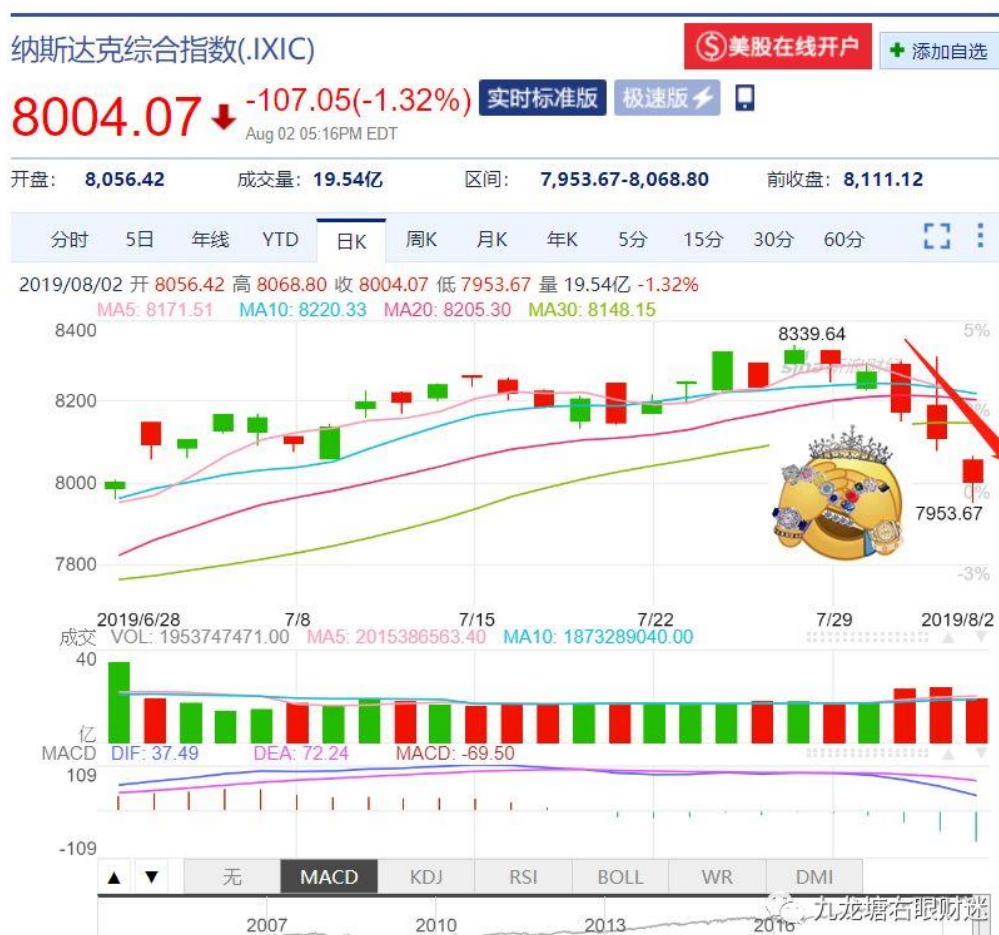 纳斯达克综合指数(.IXIC)
美股在线开户
添加自选
8004.07 -107.05(-1.32%) 实时标准版 极速版
Aug 02 05:16PM EDT
开盘: 8,056.42 成交量: 19.54亿 区间: 7,953.67-8,068.80 前收盘: 8,111.12
分时 5日 年线 YTD 日K 周K 月K 年K 5分 15分 30分 60分
2019/08/02 开 8056.42 高 8068.80 收 8004.07 低 7953.67 量 19.54亿 -1.32%
MA5: 8171.51 MA10: 8220.33 MA20: 8205.30 MA30: 8148.15
8400 8339.64 5%
sina 新浪财经
8200
8000 0%
7953.67
7800 -3%
2019/6/28 7/8 7/15 7/22 7/29 2019/8/2
成交 VOL: 1953747471.00 MA5: 2015386563.40 MA10: 1873289040.00
40
亿
MACD DIF: 37.49 DEA: 72.24 MACD: -69.50
109
-109
▲ ▼ 无 MACD KDJ RSI BOLL WR DMI
九龙塘右眼财迷
2007 2010 2013 2016